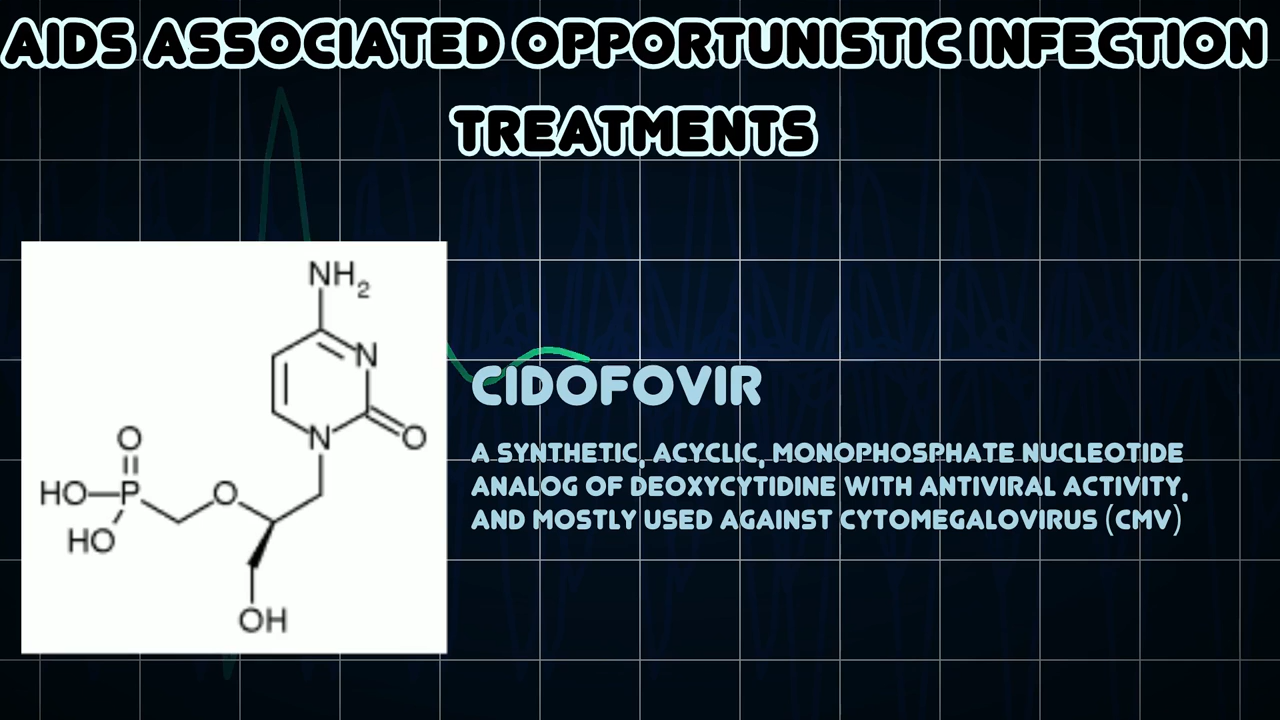 AIDS ASSOCIATED OPPORTUNISTIC INFECTION
TREATMENTS
NH2
N
N
O
O
HO
P
O
HO
OH
CIDOFOVIR
A SYNTHETIC, ACYCLIC, MONOPHOSPHATE NUCLEOTIDE
ANALOG OF DEOXYCYTIDINE WITH ANTIVIRAL ACTIVITY,
AND MOSTLY USED AGAINST CYTOMEGALOVIRUS (CMV)